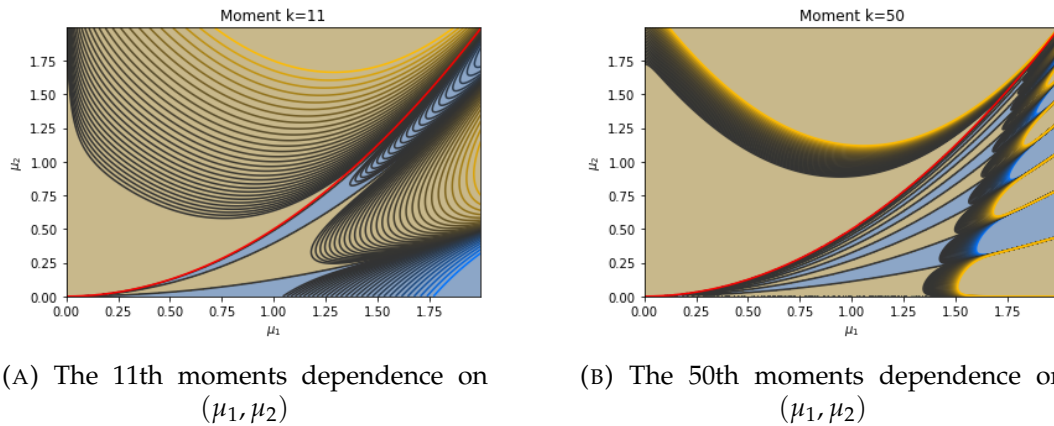 Moment k=11
μ₂
1.75
1.50
1.25
1.00
0.75
0.50
0.25
0.00
0.00 0.25 0.50 0.75 1.00 1.25 1.50 1.75
μ₁
(A) The 11th moments dependence on
(μ₁, μ₂)
Moment k=50
μ₂
1.75
1.50
1.25
1.00
0.75
0.50
0.25
0.00
0.00 0.25 0.50 0.75 1.00 1.25 1.50 1.75
μ₁
(B) The 50th moments dependence on
(μ₁, μ₂)